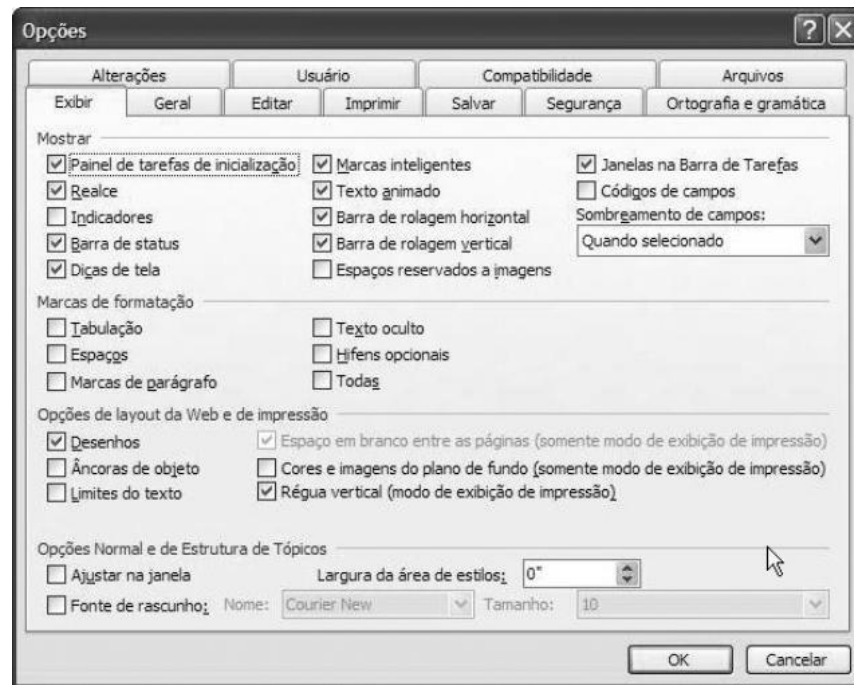 Opções
Alterações Usuário Compatibilidade Arquivos
Exibir Geral Editar Imprimir Salvar Segurança Ortografia e gramática
Mostrar
Painel de tarefas de inicialização Marcas inteligentes Janelas na Barra de Tarefas
Realce Texto animado Códigos de campos
Indicadores Barra de rolagem horizontal Sombreamento de campos:
Barra de status Barra de rolagem vertical Quando selecionado
Dicas de tela Espaços reservados a imagens
Marcas de formatação
Tabulação Texto oculto
Espaços Hifens opcionais
Marcas de parágrafo Todas
Opções de layout da Web e de impressão
Desenhos Espaço em branco entre as páginas (somente modo de exibição de impressão)
Âncoras de objeto Cores e imagens do plano de fundo (somente modo de exibição de impressão)
Limites do texto Régua vertical (modo de exibição de impressão)
Opções Normal e de Estrutura de Tópicos
Ajustar na janela Largura da área de estilos: 0"
Fonte de rascunho: Nome: Courier New Tamanho: 10
OK Cancelar